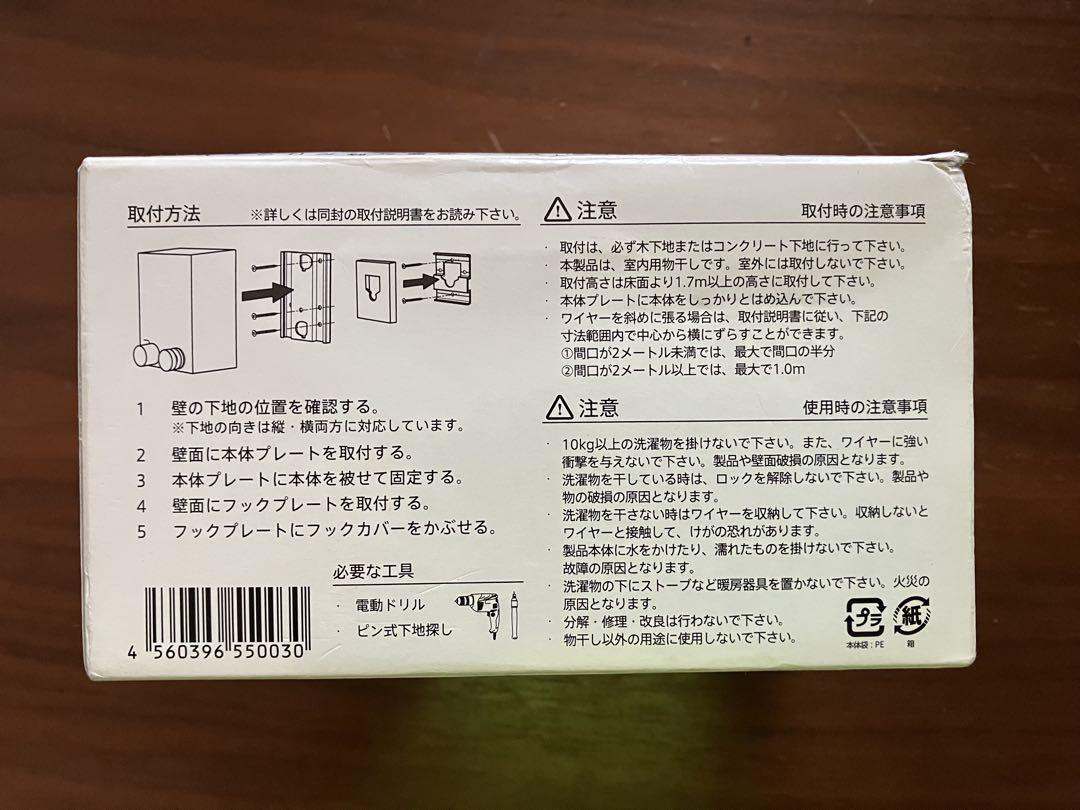 取付方法 ※詳しくは同封の取付説明書をお読み下さい。
1 壁の下地の位置を確認する。
※下地の向きは縦・横両方に対応しています。
2 壁面に本体プレートを取付する。
3 本体プレートに本体を被せて固定する。
4 壁面にフックプレートを取付する。
5 フックプレートにフックカバーをかぶせる。
必要な工具
・ 電動ドリル
・ ピン式下地探し
4 560396 550030
注意 取付時の注意事項
・ 取付は、必ず木下地またはコンクリート下地に行って下さい。
・ 本製品は、室内用物干しです。室外には取付しないで下さい。
・ 取付高さは床面より1.7m以上の高さに取付して下さい。
・ 本体プレートに本体をしっかりとはめ込んで下さい。
・ ワイヤーを斜めに張る場合は、取付説明書に従い、下記の
寸法範囲内で中心から横にずらすことができます。
①間口が2メートル未満では、最大で間口の半分
②間口が2メートル以上では、最大で1.0m
注意 使用時の注意事項
・ 10kg以上の洗濯物を掛けないで下さい。また、ワイヤーに強い
衝撃を与えないで下さい。製品や壁面破損の原因となります。
・ 洗濯物を干している時は、ロックを解除しないで下さい。製品や
物の破損の原因となります。
・ 洗濯物を干さない時はワイヤーを収納して下さい。収納しないと
ワイヤーと接触して、けがの恐れがあります。
・ 製品本体に水をかけたり、濡れたものを掛けないで下さい。
故障の原因となります。
・ 洗濯物の下にストーブなど暖房器具を置かないで下さい。火災の
原因となります。
・ 分解・修理・改良は行わないで下さい。
・ 物干し以外の用途に使用しないで下さい。
プラ 紙
本体袋：PE 箱